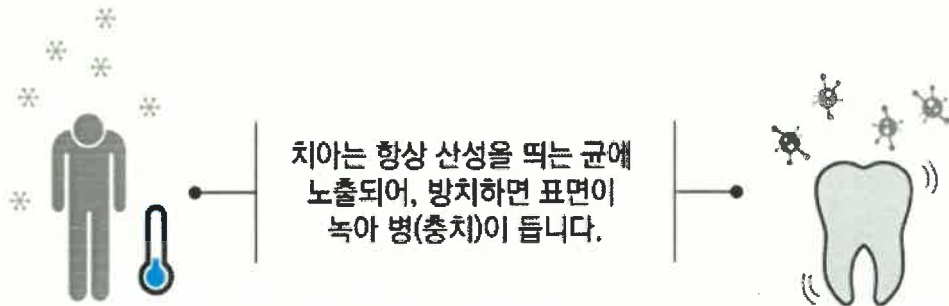 치아는 항상 산성을 띄는 균에
노출되어, 방치하면 표면이
녹아 병(충치)이 듭니다.